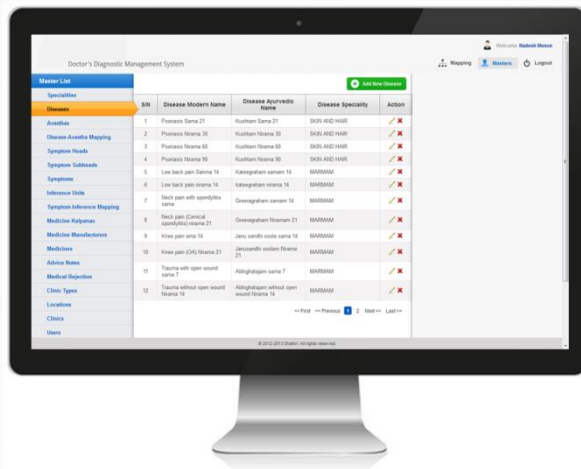 Welcome Radesh Menon
Doctor's Diagnostic Management System
Mapping Masters Logout
Master List
Add New Disease
Specialities
Diseases
Avasthas
Disease-Avastha Mapping
Symptom Heads
Symptom Subheads
Symptoms
Inference Units
Symptom-Inference Mapping
Medicine Kalpanas
Medicine Manufacturers
Medicines
Advice Notes
Medical Rejection
Clinic Types
Locations
Clinics
Users
S/N Disease Modern Name Disease Ayurvedic Name Disease Speciality Action
1 Psoriasis Sama 21 Kushtam Sama 21 SKIN AND HAIR
2 Psoriasis Nirama 30 Kushtam Nirama 30 SKIN AND HAIR
3 Psoriasis Nirama 60 Kushtam Nirama 60 SKIN AND HAIR
4 Psoriasis Nirama 90 Kushtam Nirama 90 SKIN AND HAIR
5 Low back pain Samna 14 Kateegraham samam 14 MARMAM
6 Low back pain nirama 14 kateegraham nirama 14 MARMAM
7 Neck pain with spondylitis sama Greevagraham samam 14 MARMAM
8 Neck pain (Cervical spondylitis) nirama 21 Greevagraham Niramam 21 MARMAM
9 Knee pain ama 14 Janu sandhi soola sama 14 MARMAM
10 Knee pain (OA) Nirama 21 Janusandhi soolam Nirama 21 MARMAM
11 Trauma with open wound sama 7 Abhighatajam sama 7 MARMAM
12 Trauma without open wound Nirama 14 Abhighatajam without open wound Nirama 14 MARMAM
<< First << Previous 1 2 Next >> Last >>
All rights reserved.